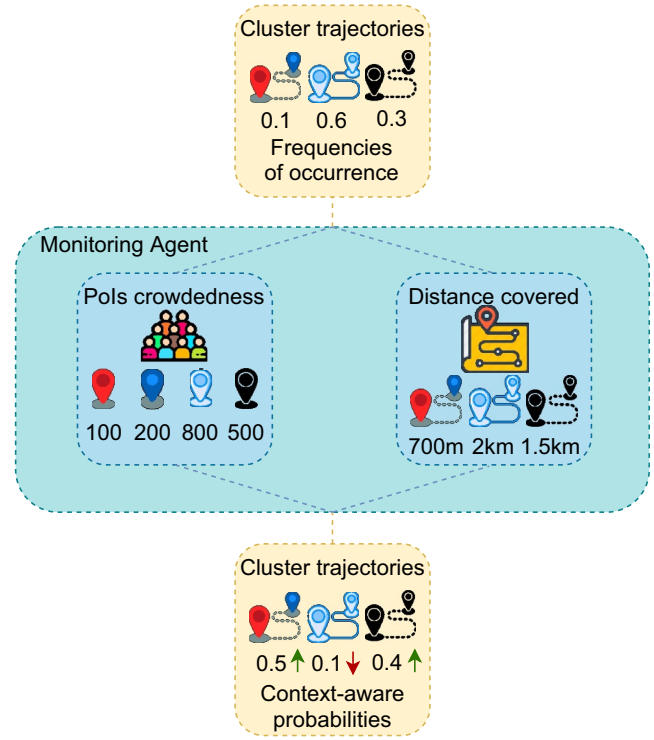 Cluster trajectories
0.1 0.6 0.3
Frequencies
of occurrence
Monitoring Agent
PoIs crowdedness
100 200 800 500
Distance covered
700m 2km 1.5km
Cluster trajectories
0.5 0.1 0.4
Context-aware
probabilities